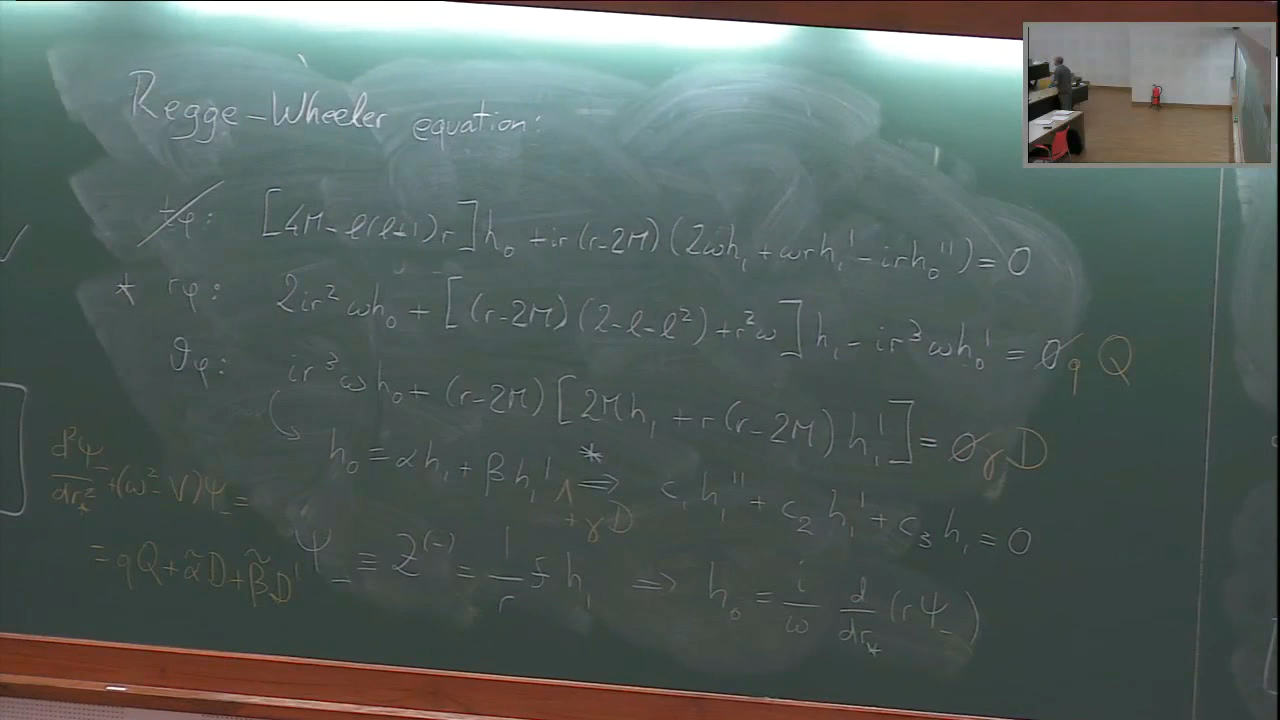 Regge-Wheeler equation:
tφ: [4M-ℓ(ℓ+1)r]h₀ + ir(r-2M)(2ωh₁ + ωrh₁' - irh₀'') = 0
* rφ: 2ir²ωh₀ + [(r-2M)(2-ℓ-ℓ²)+r³ω]h₁ - ir³ωh₀' = 0 q Q
ϑφ: ir³ωh₀ + (r-2M)[2Mh₁ + r(r-2M)h₁'] = 0 γD
h₀ = αh₁ + βh₁' + γD *⟹ c₁h₁'' + c₂h₁' + c₃h₁ = 0
d²Ψ₋/dr*² + (ω²-V)Ψ₋ =
= qQ + α̃D + β̃D'
Ψ₋ ≡ Z⁽⁻⁾ = 1/r f h₁ ⟹ h₀ = i/ω d/dr* (rΨ₋)